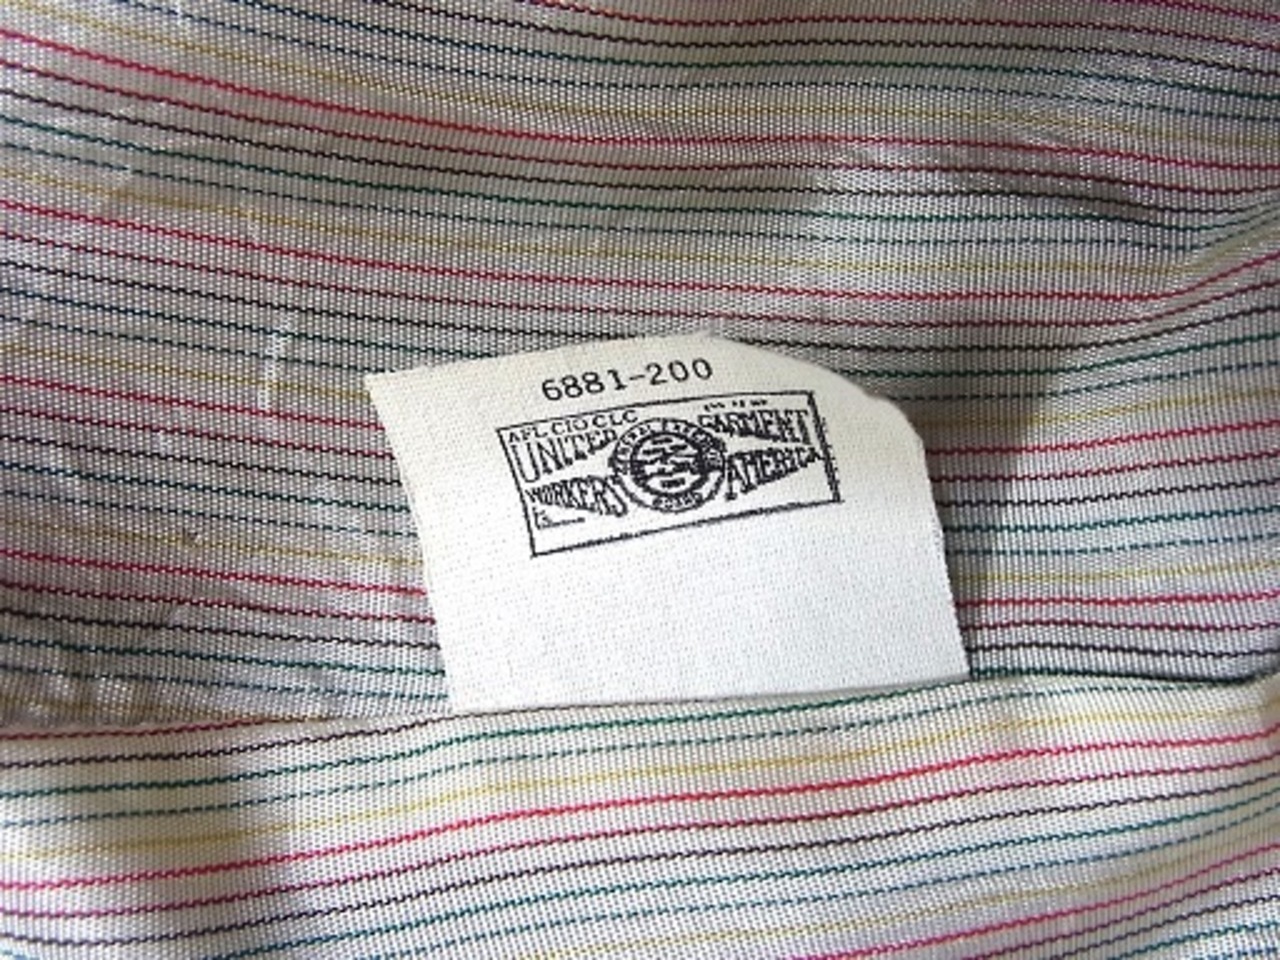 6881-200
AFL.CIO.CLC
UNITED GARMENT
WORKERS AMERICA